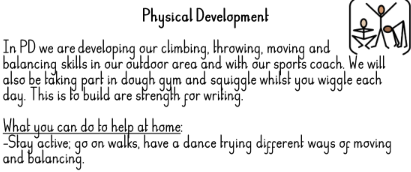 Physical Development
In PD we are developing our climbing, throwing, moving and
balancing skills in our outdoor area and with our sports coach. We will
also be taking part in dough gym and squiggle whilst you wiggle each
day. This is to build are strength for writing.
What you can do to help at home:
-Stay active; go on walks, have a dance trying different ways of moving
and balancing.